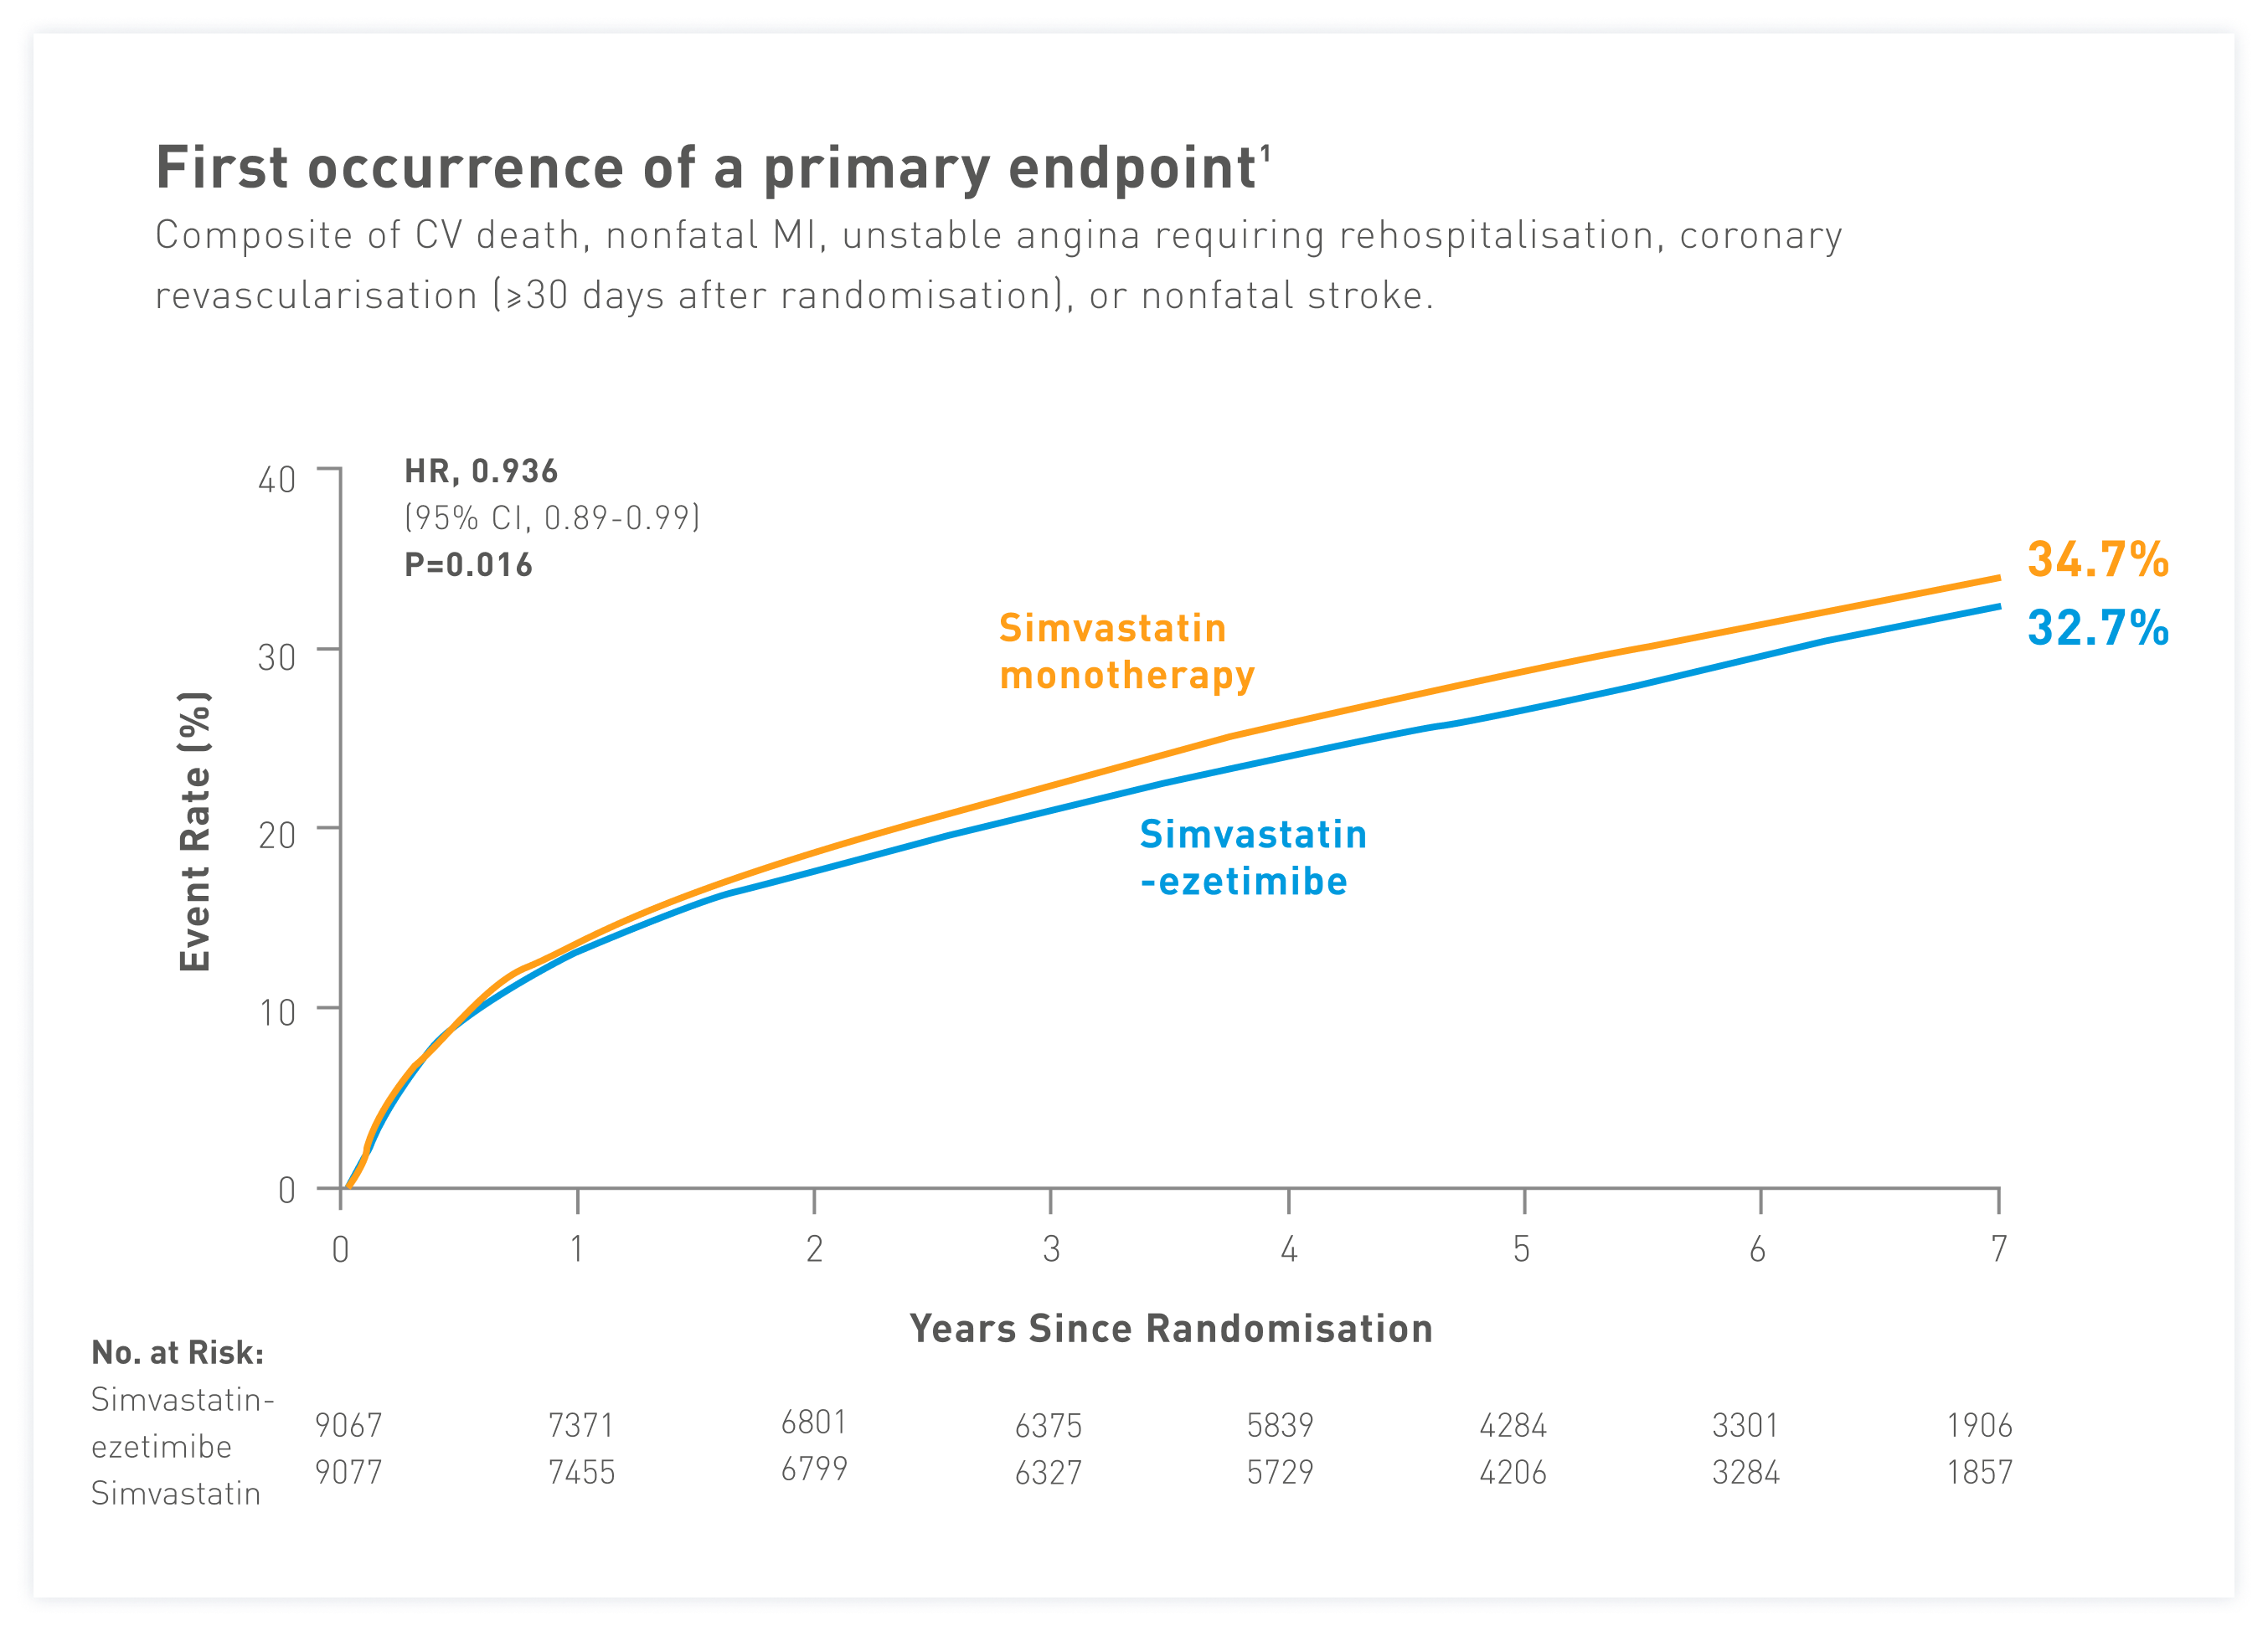 First occurrence of a primary endpoint¹
Composite of CV death, nonfatal MI, unstable angina requiring rehospitalisation, coronary
revascularisation (⩾30 days after randomisation), or nonfatal stroke.
HR, 0.936
(95% CI, 0.89-0.99)
P=0.016
40
30
20
10
0
Event Rate (%)
Simvastatin
monotherapy
Simvastatin
-ezetimibe
34.7%
32.7%
0 1 2 3 4 5 6 7
Years Since Randomisation
No. at Risk:
Simvastatin-
ezetimibe
9067 7371 6801 6375 5839 4284 3301 1906
Simvastatin
9077 7455 6799 6327 5729 4206 3284 1857